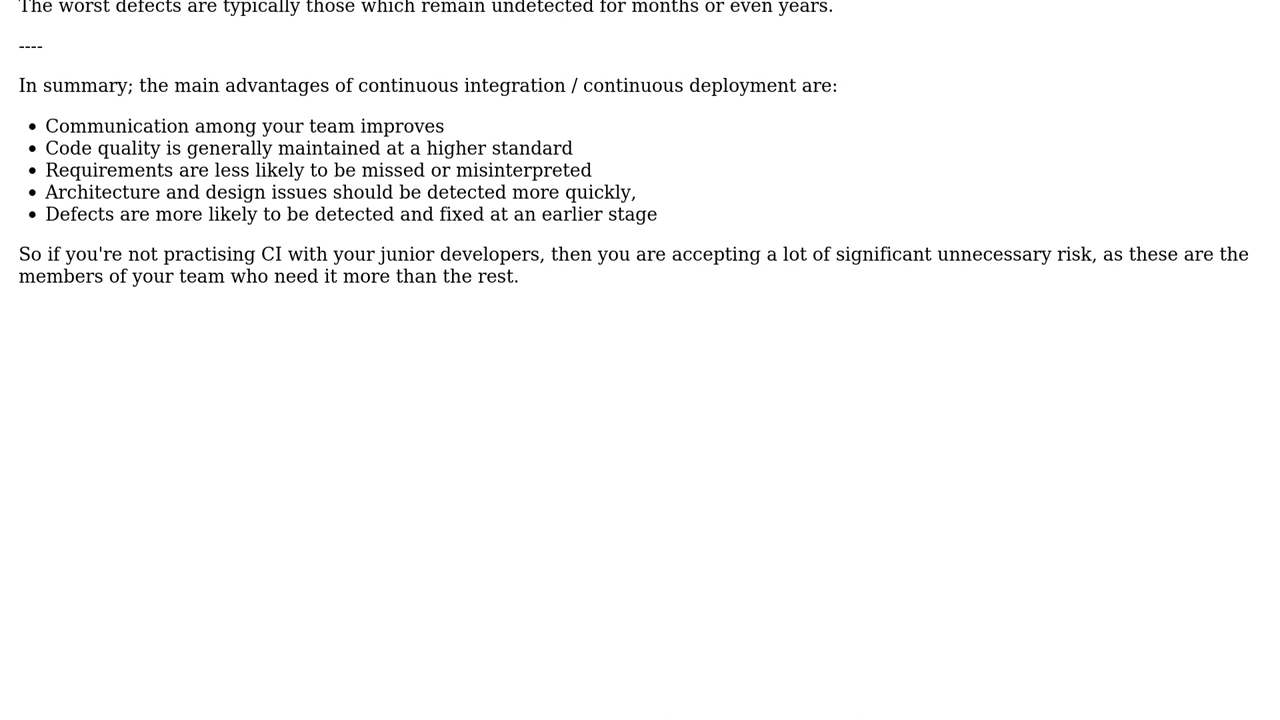 The worst defects are typically those which remain undetected for months or even years.
----
In summary; the main advantages of continuous integration / continuous deployment are:
• Communication among your team improves
• Code quality is generally maintained at a higher standard
• Requirements are less likely to be missed or misinterpreted
• Architecture and design issues should be detected more quickly,
• Defects are more likely to be detected and fixed at an earlier stage
So if you're not practising CI with your junior developers, then you are accepting a lot of significant unnecessary risk, as these are the
members of your team who need it more than the rest.